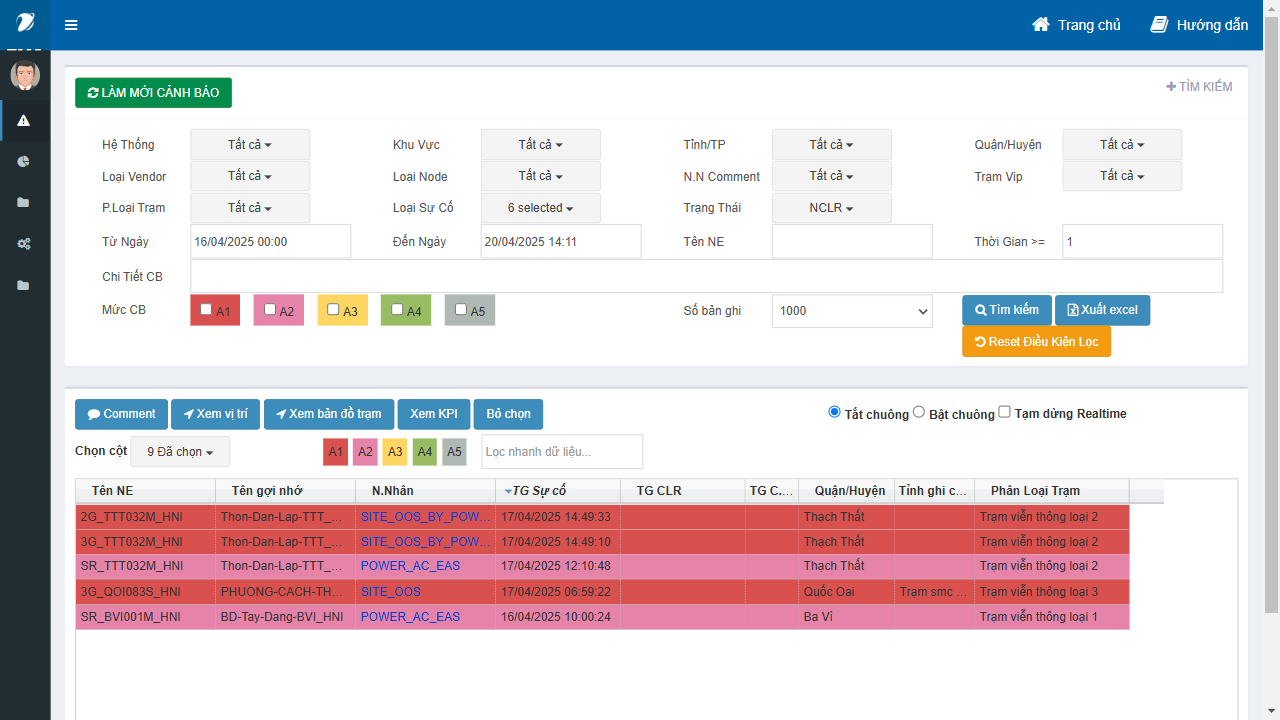 Trang chủ Hướng dẫn
LÀM MỚI CẢNH BÁO
TÌM KIẾM
Hệ Thống Tất cả Khu Vực Tất cả Tỉnh/TP Tất cả Quận/Huyện Tất cả
Loại Vendor Tất cả Loại Node Tất cả N.N Comment Tất cả Trạm Vip Tất cả
P.Loại Trạm Tất cả Loại Sự Cố 6 selected Trạng Thái NCLR
Từ Ngày 16/04/2025 00:00 Đến Ngày 20/04/2025 14:11 Tên NE Thời Gian >= 1
Chi Tiết CB
Mức CB A1 A2 A3 A4 A5 Số bản ghi 1000 Tìm kiếm Xuất excel
Reset Điều Kiện Lọc
Comment Xem vị trí Xem bản đồ trạm Xem KPI Bỏ chọn Tắt chuông Bật chuông Tạm dừng Realtime
Chọn cột 9 Đã chọn A1 A2 A3 A4 A5 Lọc nhanh dữ liệu...
Tên NE Tên gợi nhớ N.Nhân TG Sự cố TG CLR TG C.... Quận/Huyện Tỉnh ghi c... Phân Loại Trạm
2G_TTT032M_HNI Thon-Dan-Lap-TTT_... SITE_OOS_BY_POW... 17/04/2025 14:49:33 Thạch Thất Trạm viễn thông loại 2
3G_TTT032M_HNI Thon-Dan-Lap-TTT_... SITE_OOS_BY_POW... 17/04/2025 14:49:10 Thạch Thất Trạm viễn thông loại 2
SR_TTT032M_HNI Thon-Dan-Lap-TTT_... POWER_AC_EAS 17/04/2025 12:10:48 Thạch Thất Trạm viễn thông loại 2
3G_QOI083S_HNI PHUONG-CACH-TH... SITE_OOS 17/04/2025 06:59:22 Quốc Oai Trạm smc ... Trạm viễn thông loại 3
SR_BVI001M_HNI BD-Tay-Dang-BVI_HNI POWER_AC_EAS 16/04/2025 10:00:24 Ba Vì Trạm viễn thông loại 1